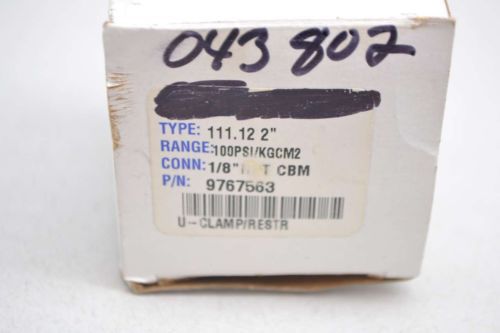 043 802
TYPE: 111.12 2"
RANGE: 100PSI/KGCM2
CONN: 1/8" CBM
P/N: 9767563
U-CLAMP/RESTR